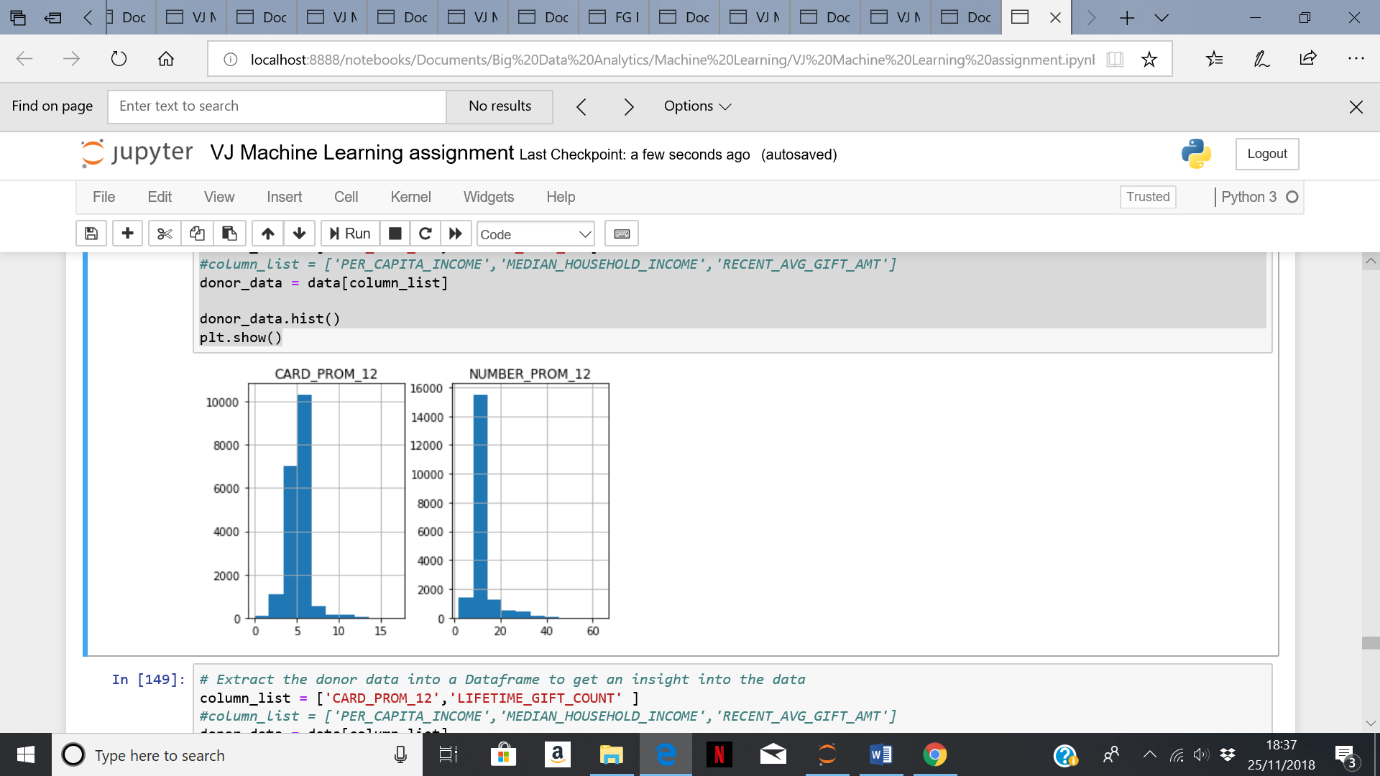 Doc VJ N Doc VJ N Doc VJ N Doc FG I Doc VJ N Doc VJ N Doc
localhost:8888/notebooks/Documents/Big%20Data%20Analytics/Machine%20Learning/VJ%20Machine%20Learning%20assignment.ipynl
Find on page Enter text to search No results Options
jupyter VJ Machine Learning assignment Last Checkpoint: a few seconds ago (autosaved) Logout
File Edit View Insert Cell Kernel Widgets Help Trusted Python 3
Run Code
#column_list = ['PER_CAPITA_INCOME','MEDIAN_HOUSEHOLD_INCOME','RECENT_AVG_GIFT_AMT']
donor_data = data[column_list]
donor_data.hist()
plt.show()
CARD_PROM_12 NUMBER_PROM_12
10000
8000
6000
4000
2000
0
0 5 10 15
16000
14000
12000
10000
8000
6000
4000
2000
0
0 20 40 60
In [149]: # Extract the donor data into a Dataframe to get an insight into the data
column_list = ['CARD_PROM_12','LIFETIME_GIFT_COUNT' ]
#column_list = ['PER_CAPITA_INCOME','MEDIAN_HOUSEHOLD_INCOME','RECENT_AVG_GIFT_AMT']
donor_data = data[column_list]
Type here to search
18:37
25/11/2018
3